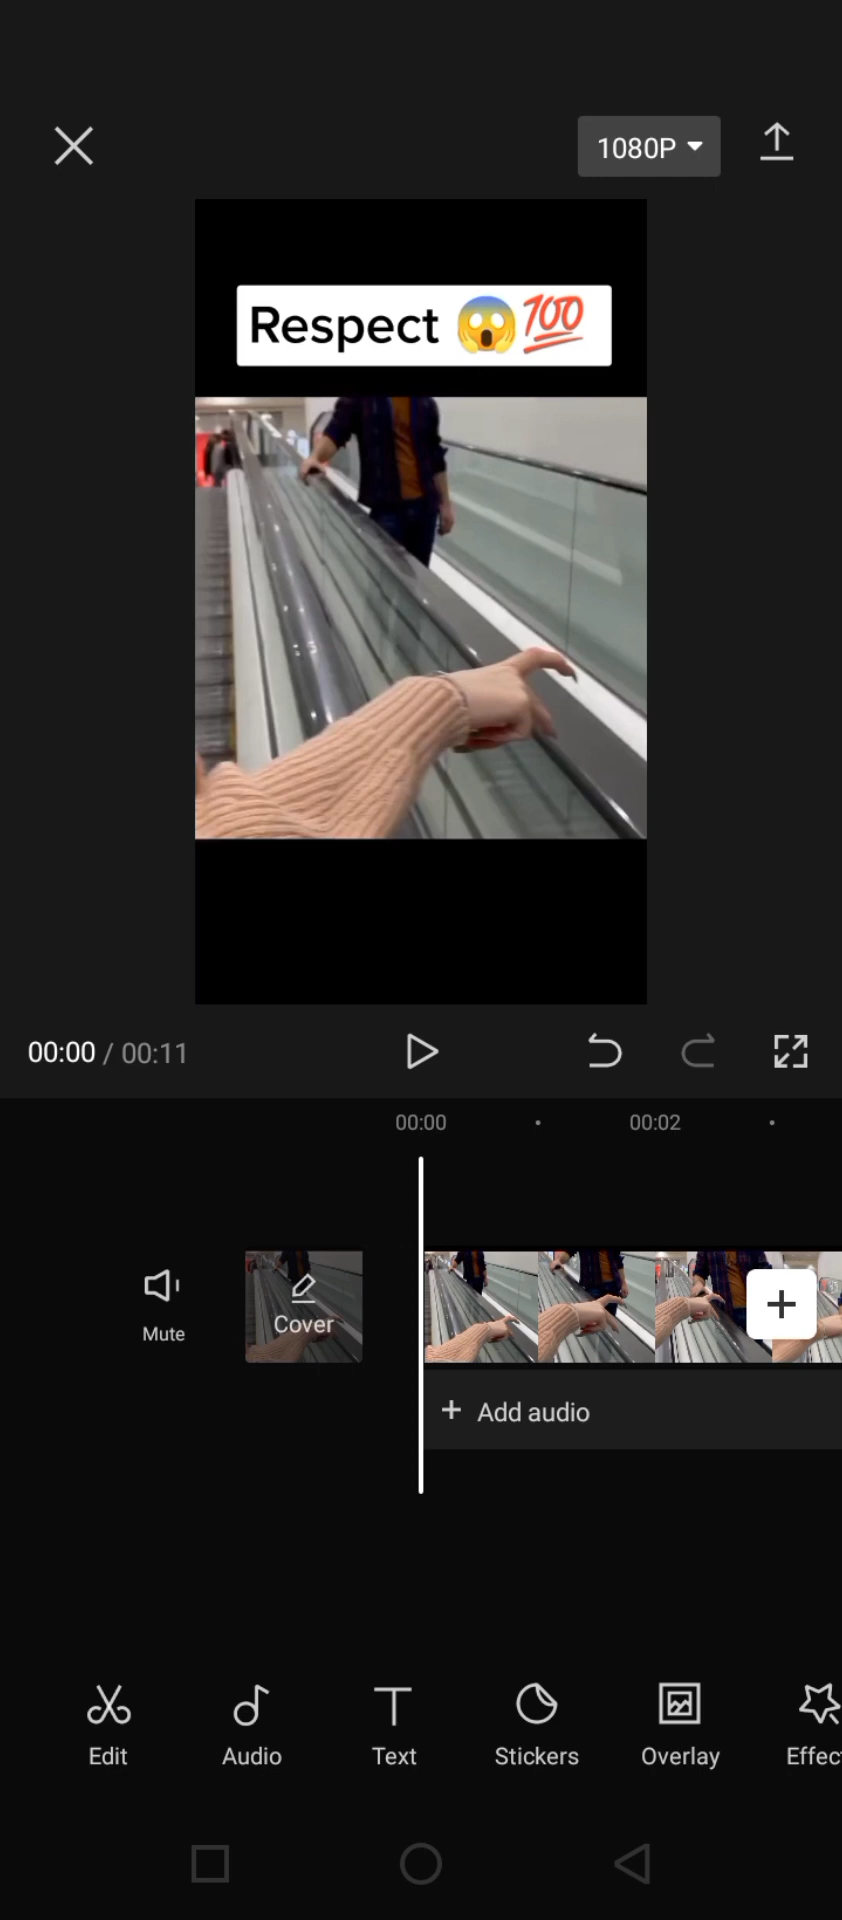 1080P
Respect 😱💯
00:00 / 00:11
00:00
00:02
Mute
Cover
+ Add audio
Edit
Audio
Text
Stickers
Overlay
Effec